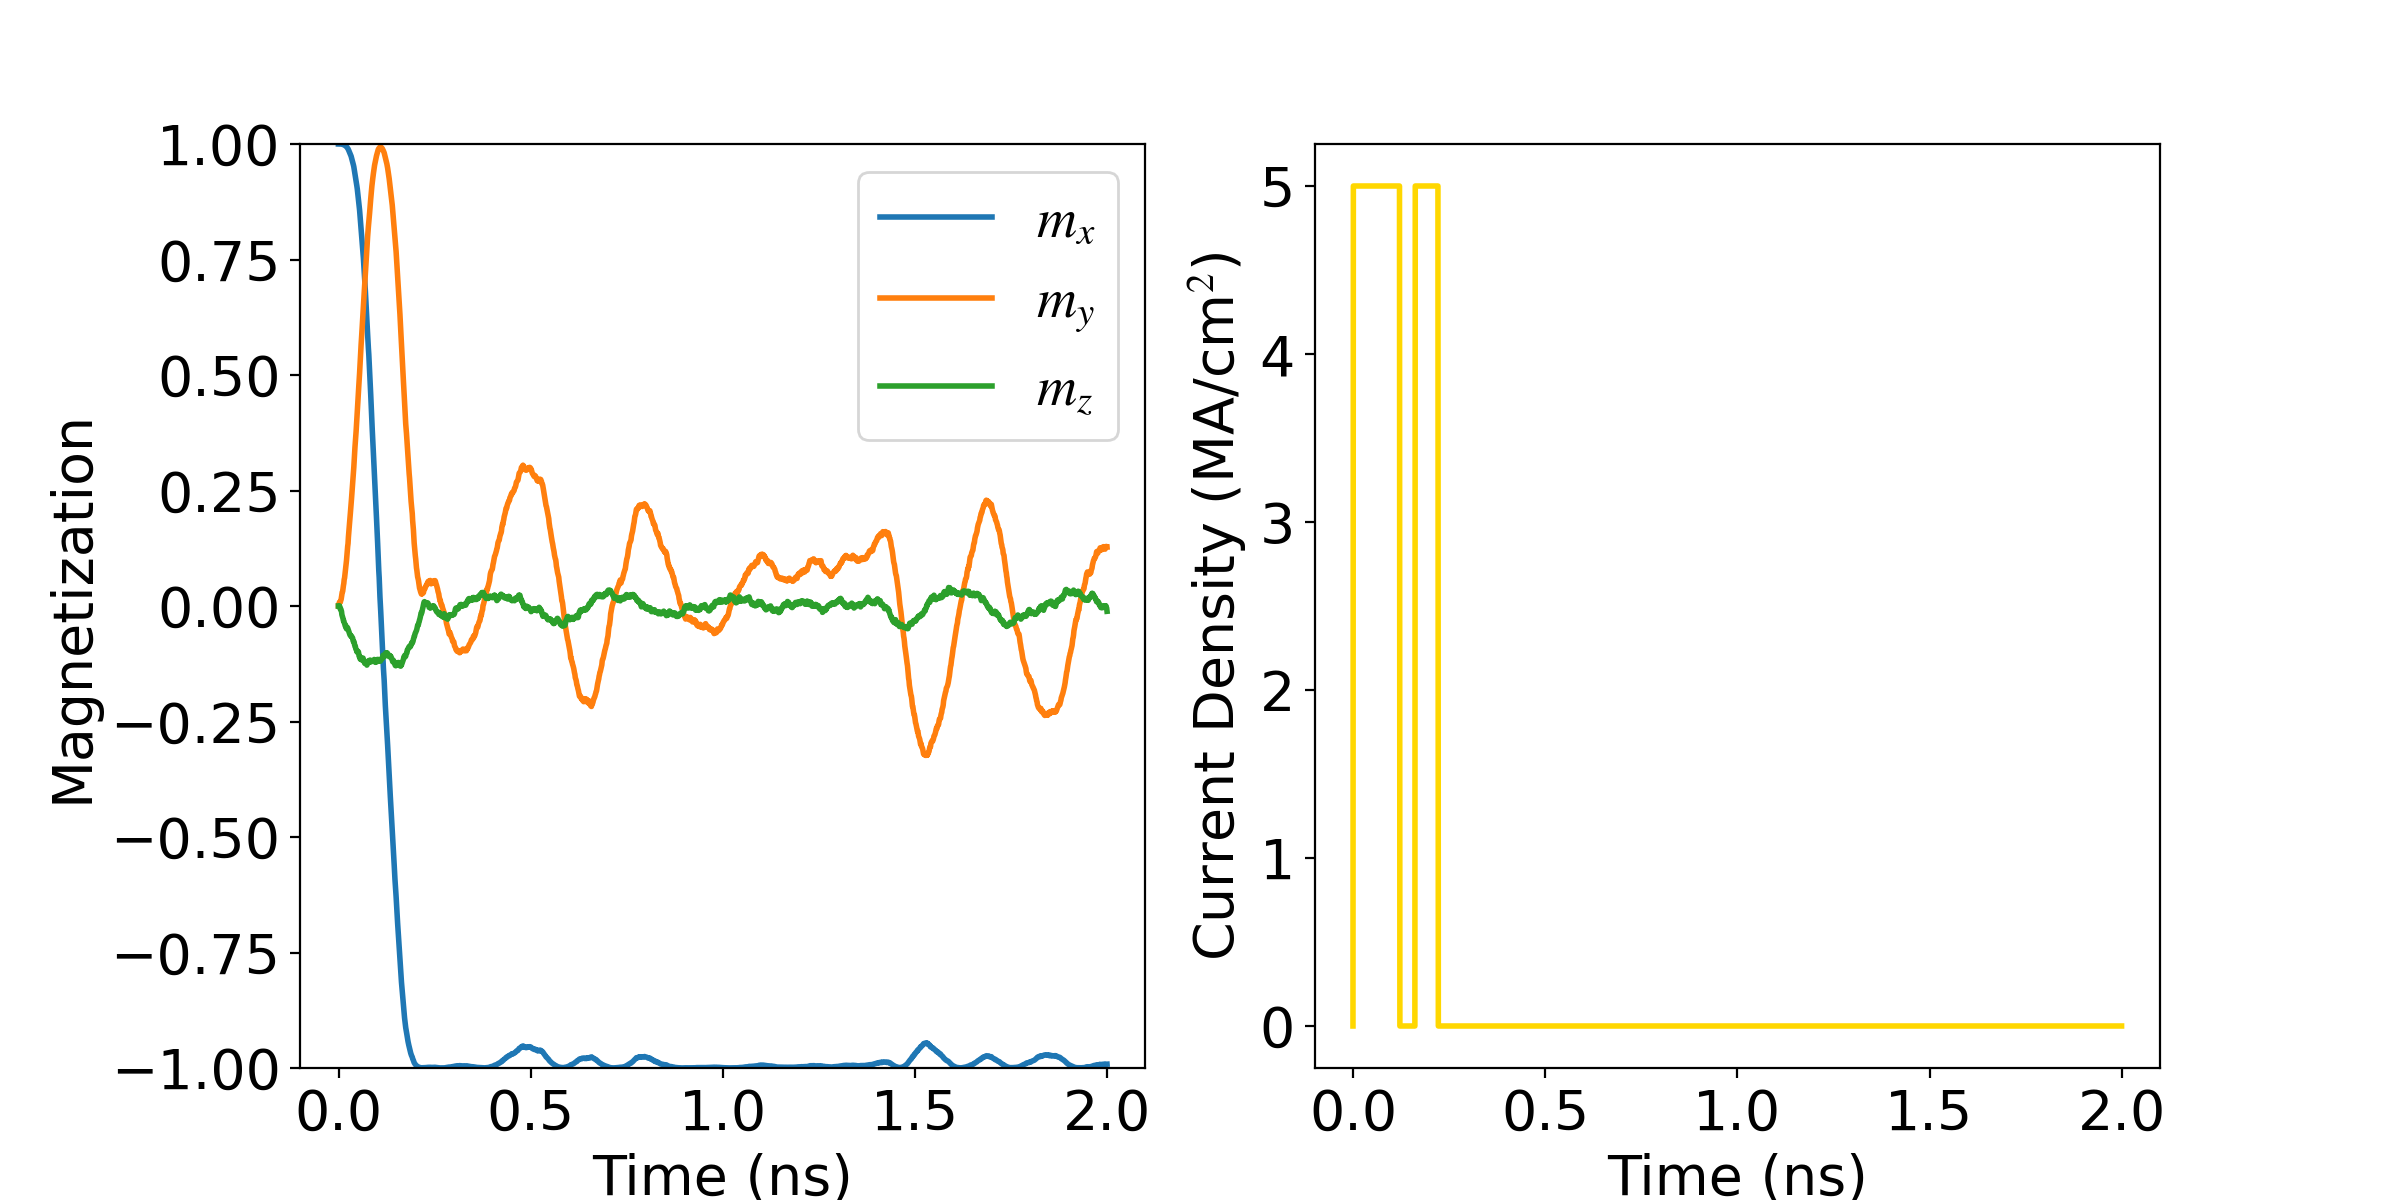 Magnetization
1.00
0.75
0.50
0.25
0.00
−0.25
−0.50
−0.75
−1.00
0.0 0.5 1.0 1.5 2.0
Time (ns)
m_x
m_y
m_z
Current Density (MA/cm²)
5
4
3
2
1
0
0.0 0.5 1.0 1.5 2.0
Time (ns)